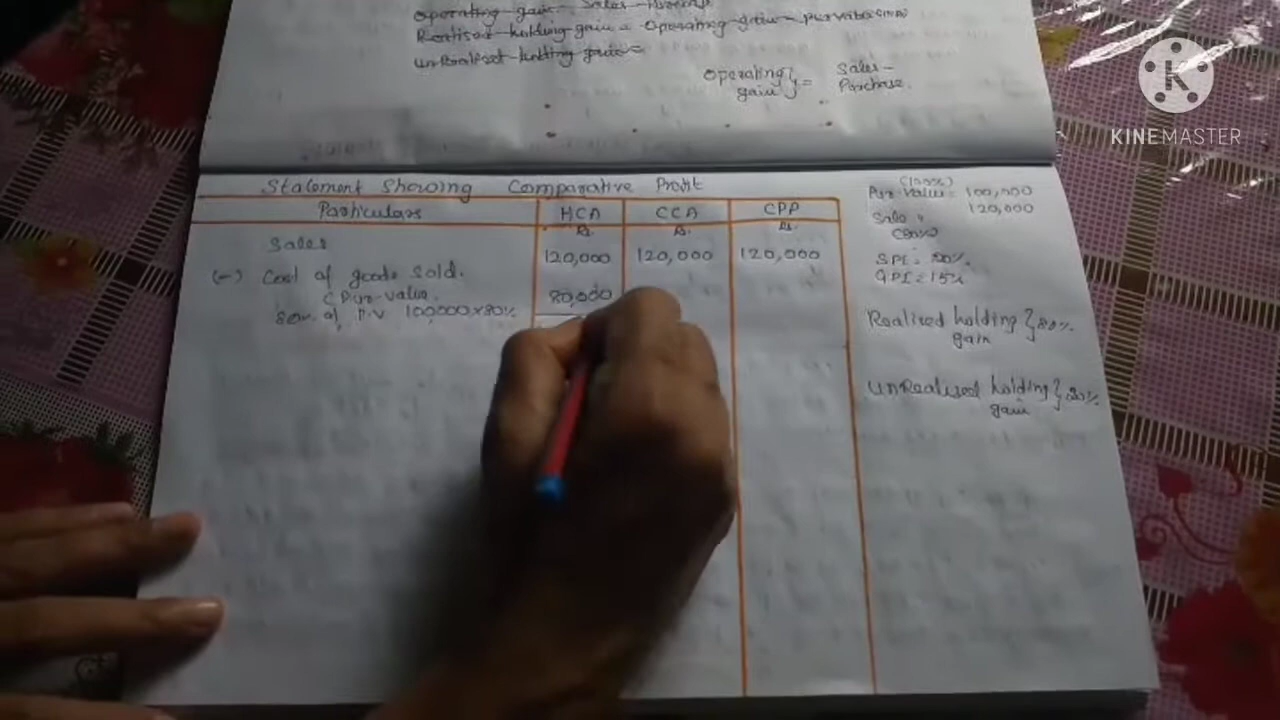 Operating gain = Sales -
Realised holding gain = Operating gain -
UnRealised holding gain =
Operating gain } = Sales - Purchase.
KINEMASTER
Statement Showing Comparative Profit
Particulars HCA CCA CPP
Rs. Rs. Rs.
Sales 120,000 120,000 120,000
(-) Cost of goods sold.
(Pur-value. 80,000
80% of P.V 100,000 x 80%
(100%)
Pur-value = 100,000
Sale = 120,000
(80%)
SPI = 20%
GPI = 15%
Realised holding gain } 80%
UnRealised holding gain } 20%